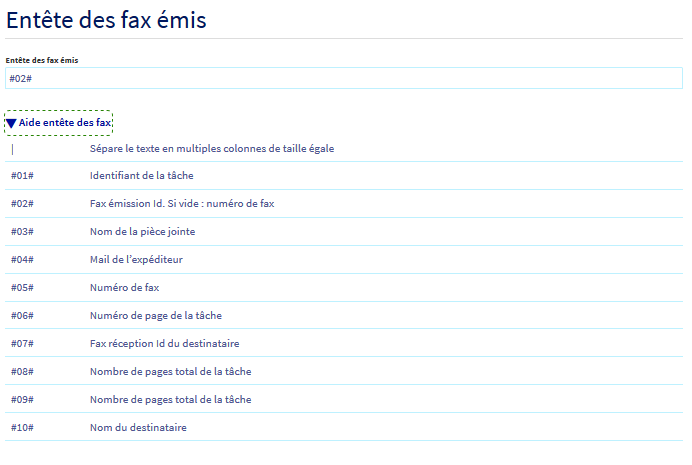 Entête des fax émis
Entête des fax émis
#02#
▼ Aide entête des fax
| Sépare le texte en multiples colonnes de taille égale
#01# Identifiant de la tâche
#02# Fax émission Id. Si vide : numéro de fax
#03# Nom de la pièce jointe
#04# Mail de l'expéditeur
#05# Numéro de fax
#06# Numéro de page de la tâche
#07# Fax réception Id du destinataire
#08# Nombre de pages total de la tâche
#09# Nombre de pages total de la tâche
#10# Nom du destinataire